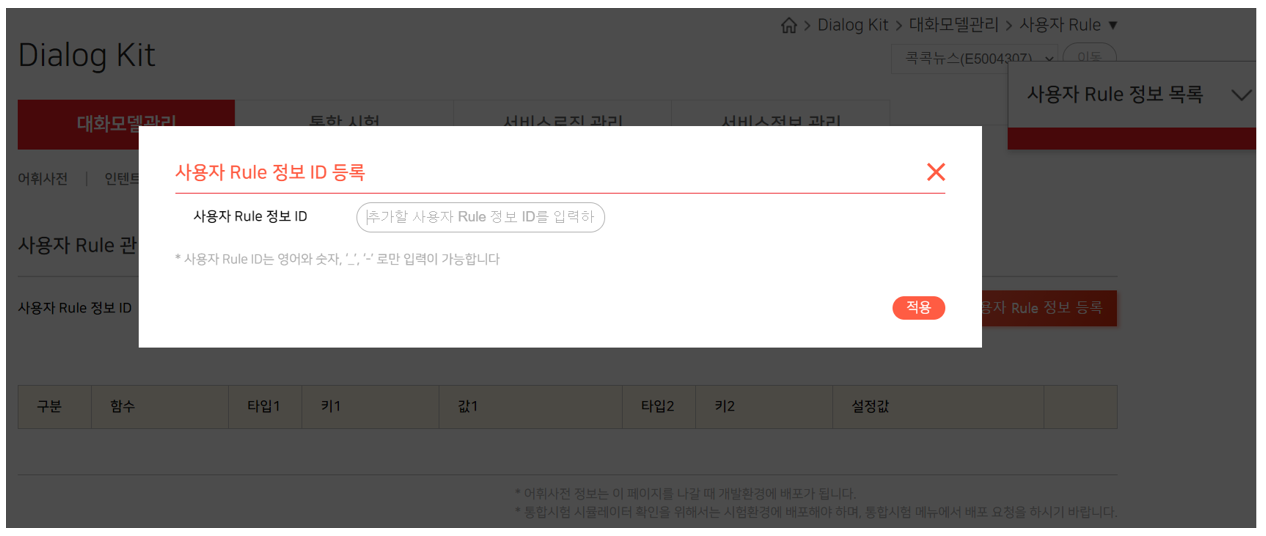 Dialog Kit > 대화모델관리 > 사용자 Rule ▼
Dialog Kit
콕콕뉴스(E5004307) 이동
사용자 Rule 정보 목록
대화모델관리 통합 시험 서비스로직 관리 서비스정보 관리
어휘사전 | 인텐트
사용자 Rule 정보 ID 등록
사용자 Rule 정보 ID
추가할 사용자 Rule 정보 ID를 입력하
* 사용자 Rule ID는 영어와 숫자, '_', '-' 로만 입력이 가능합니다
적용
사용자 Rule 관
사용자 Rule 정보 ID
용자 Rule 정보 등록
구분 함수 타입1 키1 값1 타입2 키2 설정값
* 어휘사전 정보는 이 페이지를 나갈 때 개발환경에 배포가 됩니다.
* 통합시험 시뮬레이터 확인을 위해서는 시험환경에 배포해야 하며, 통합시험 메뉴에서 배포 요청을 하시기 바랍니다.